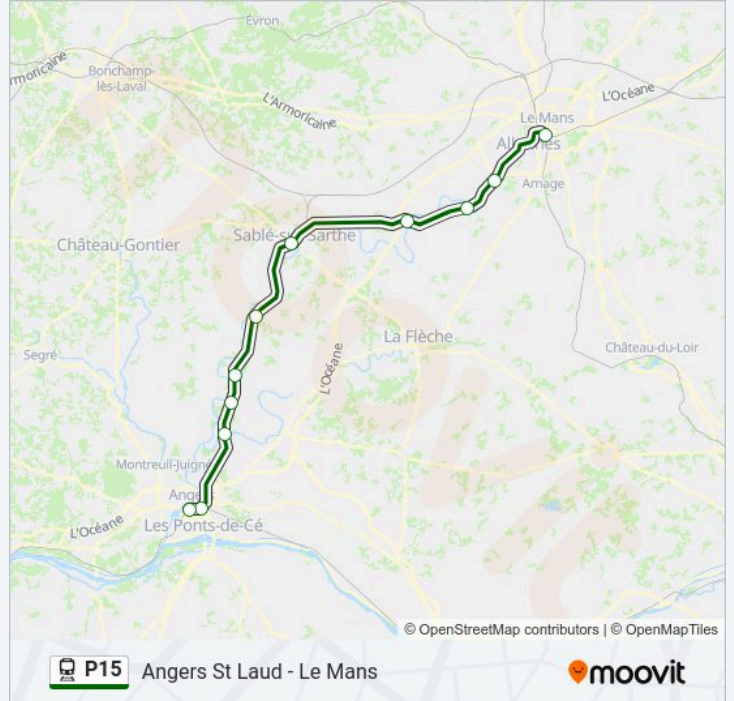 Évron
Armoricaine
Bonchamp-
lès-Laval
L'Armoricaine
L'Océane
Le Mans
Allonnes
Arnage
Sablé-sur-Sarthe
Château-Gontier
La Flèche
L'Océane
Segré
Château-du-Loir
Montreuil-Juigné
Angers
L'Océane
Les Ponts-de-Cé
© OpenStreetMap contributors | © OpenMapTiles
P15 Angers St Laud - Le Mans
moovit